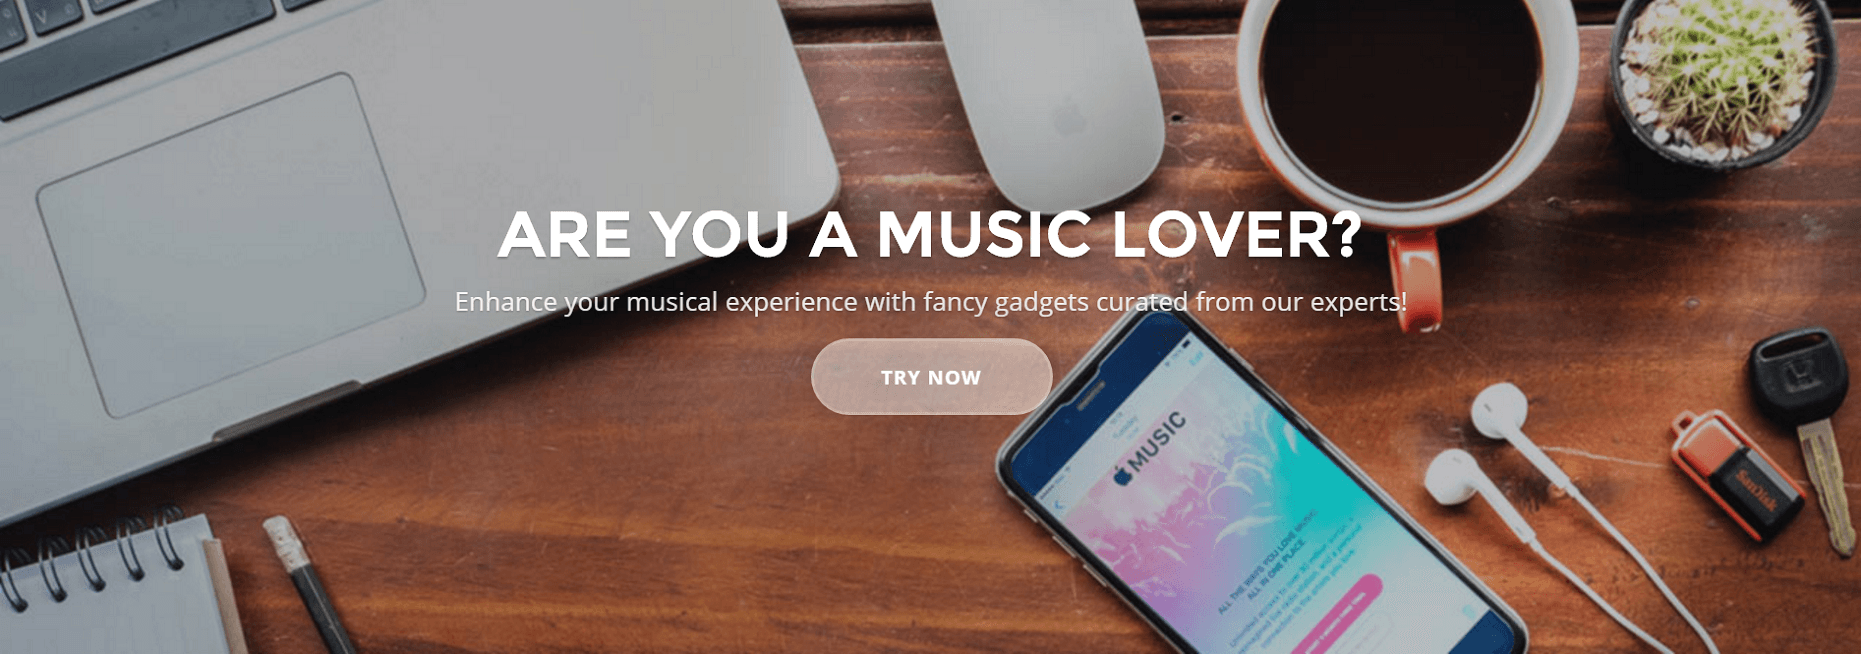 ARE YOU A MUSIC LOVER?
Enhance your musical experience with fancy gadgets curated from our experts!
TRY NOW
MUSIC
ALL THE WAYS YOU LOVE MUSIC.
ALL IN ONE PLACE.
SanDisk